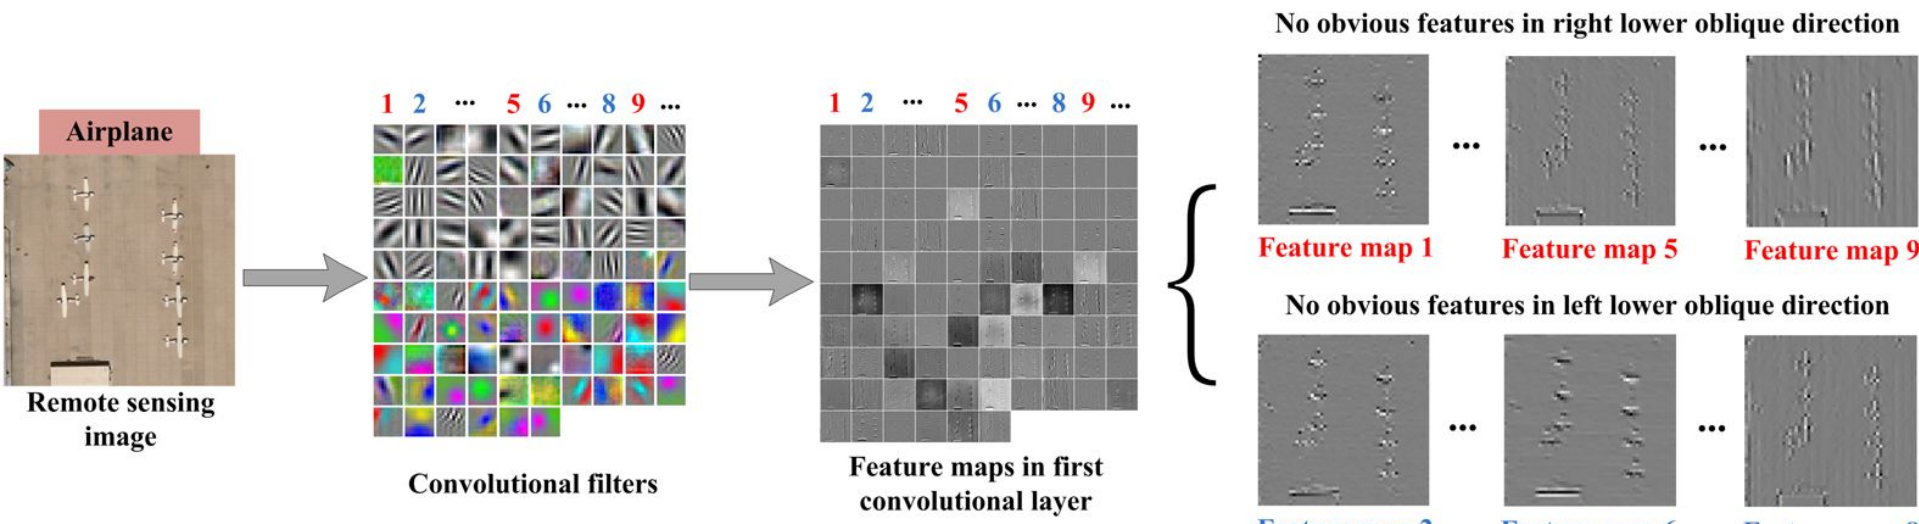 No obvious features in right lower oblique direction
Airplane
1 2 ... 5 6 ... 8 9 ...
1 2 ... 5 6 ... 8 9 ...
...
...
Feature map 1
Feature map 5
Feature map 9
No obvious features in left lower oblique direction
Remote sensing
image
...
...
Convolutional filters
Feature maps in first
convolutional layer